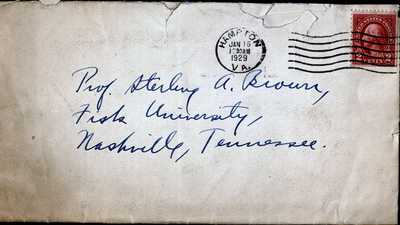 HAMPTON
JAN 16
1929
VA.
Prof. Sterling A. Brown,
Fisk University,
Nashville, Tennessee.